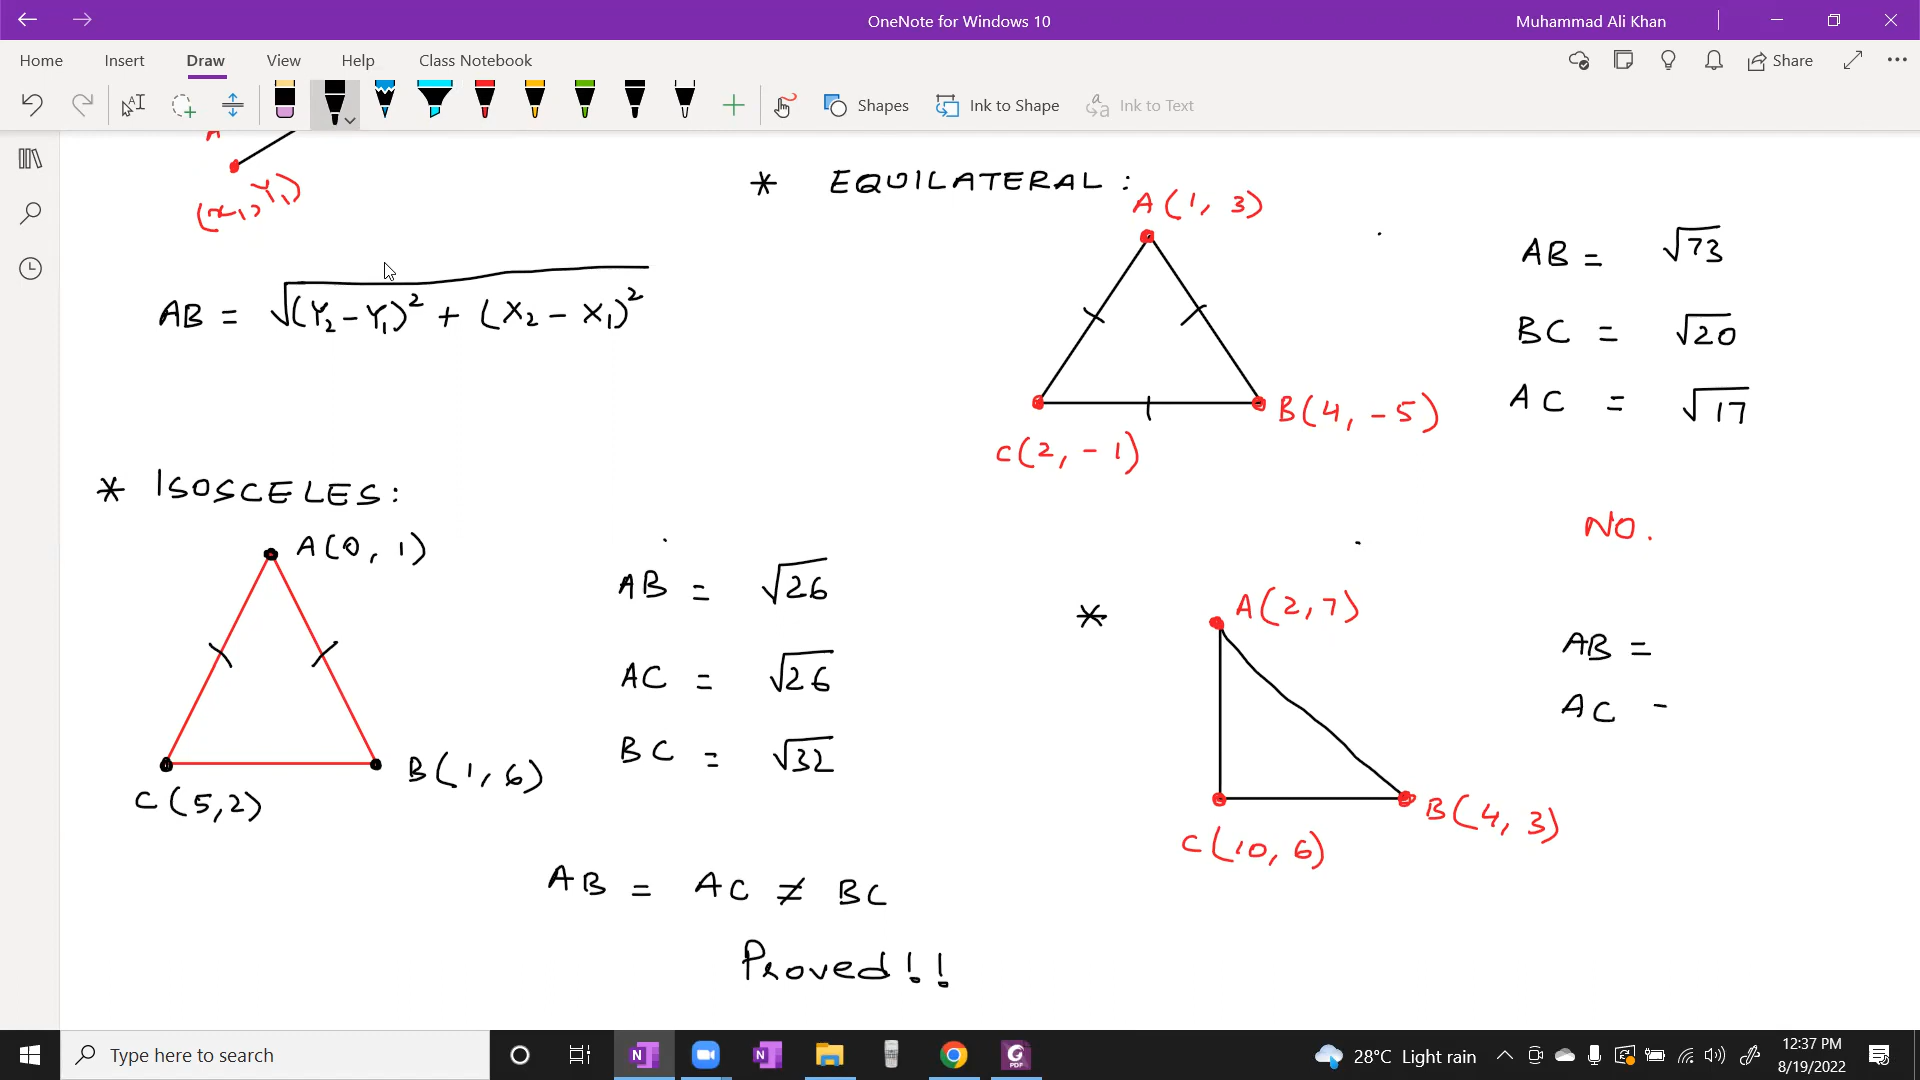 OneNote for Windows 10
Muhammad Ali Khan
Home Insert Draw View Help Class Notebook
Share
Shapes Ink to Shape Ink to Text
A
(x₁, Y₁)
AB = √(Y₂ - Y₁)² + (X₂ - X₁)²
* EQUILATERAL :
A(1, 3)
B(4, -5)
C(2, -1)
AB = √73
BC = √20
AC = √17
NO.
* ISOSCELES :
A(0, 1)
B(1, 6)
C(5,2)
AB = √26
AC = √26
BC = √32
AB = AC ≠ BC
Proved!!
*
A(2,7)
B(4, 3)
C(10, 6)
AB =
AC -
Type here to search
28°C Light rain
12:37 PM
8/19/2022